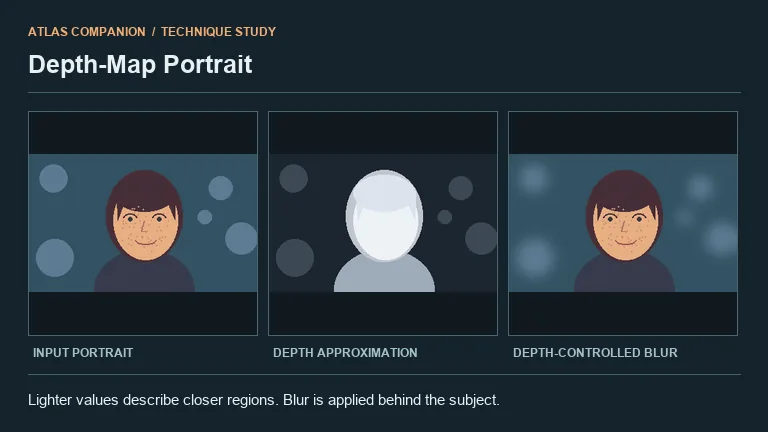 ATLAS COMPANION / TECHNIQUE STUDY
Depth-Map Portrait
INPUT PORTRAIT
DEPTH APPROXIMATION
DEPTH-CONTROLLED BLUR
Lighter values describe closer regions. Blur is applied behind the subject.